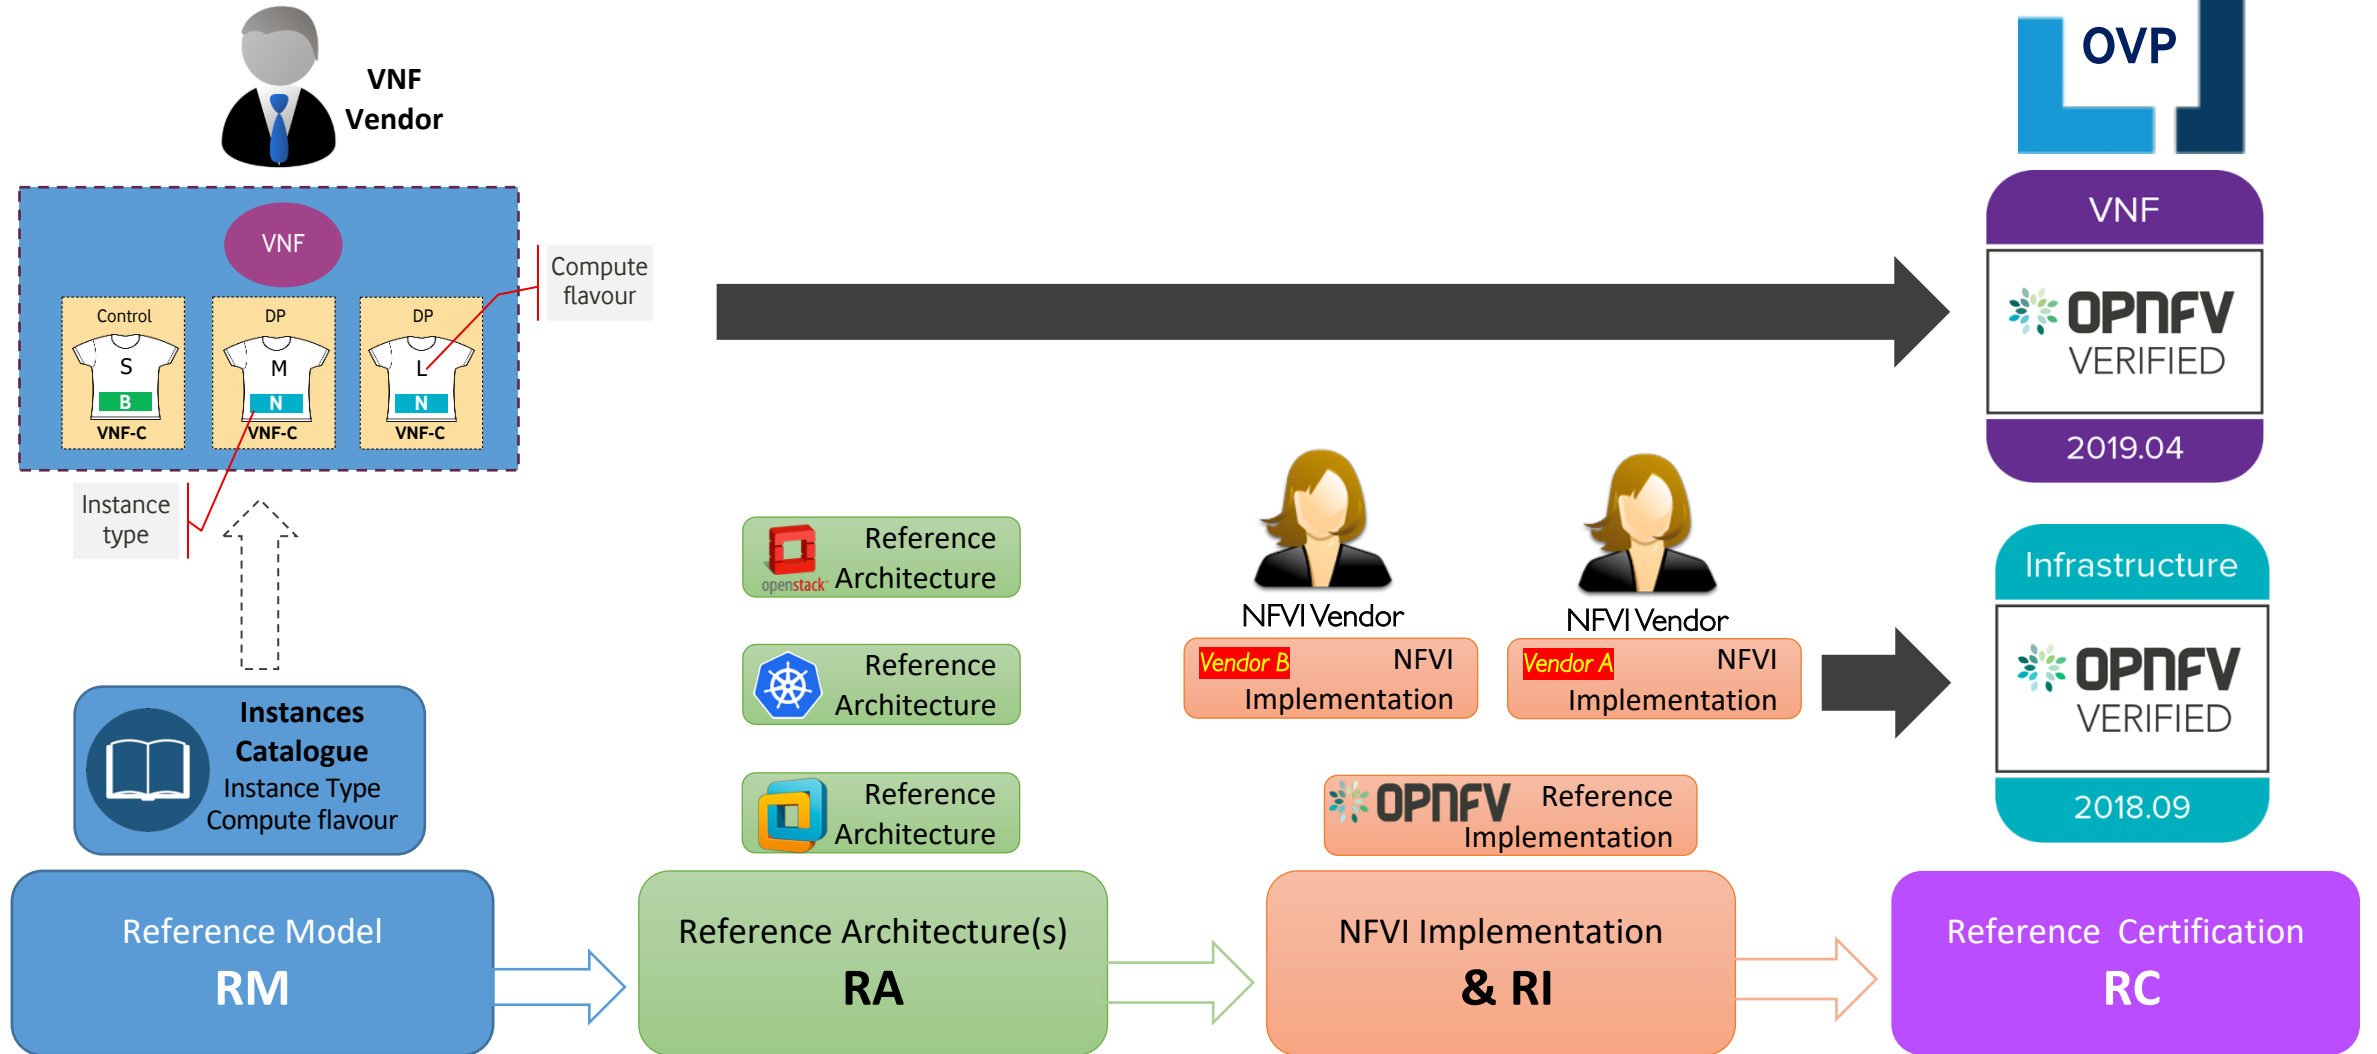 VNF
Vendor
OVP
VNF
Control
S
B
VNF-C
DP
M
N
VNF-C
DP
L
N
VNF-C
Compute
flavour
Instance
type
VNF
OPNFV
VERIFIED
2019.04
openstack
Reference
Architecture
Reference
Architecture
Reference
Architecture
NFVI Vendor
Vendor B NFVI
Implementation
NFVI Vendor
Vendor A NFVI
Implementation
OPNFV Reference
Implementation
Infrastructure
OPNFV
VERIFIED
2018.09
Instances
Catalogue
Instance Type
Compute flavour
Reference Model
RM
Reference Architecture(s)
RA
NFVI Implementation
& RI
Reference Certification
RC